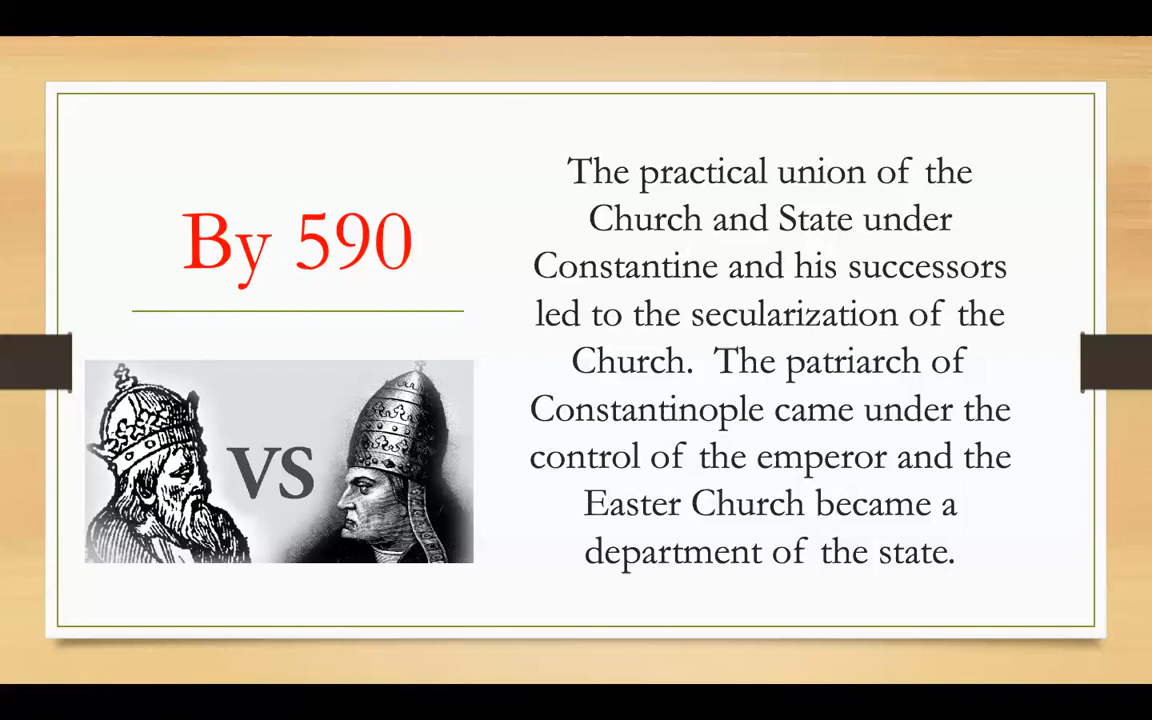 By 590
VS
The practical union of the
Church and State under
Constantine and his successors
led to the secularization of the
Church.  The patriarch of
Constantinople came under the
control of the emperor and the
Easter Church became a
department of the state.